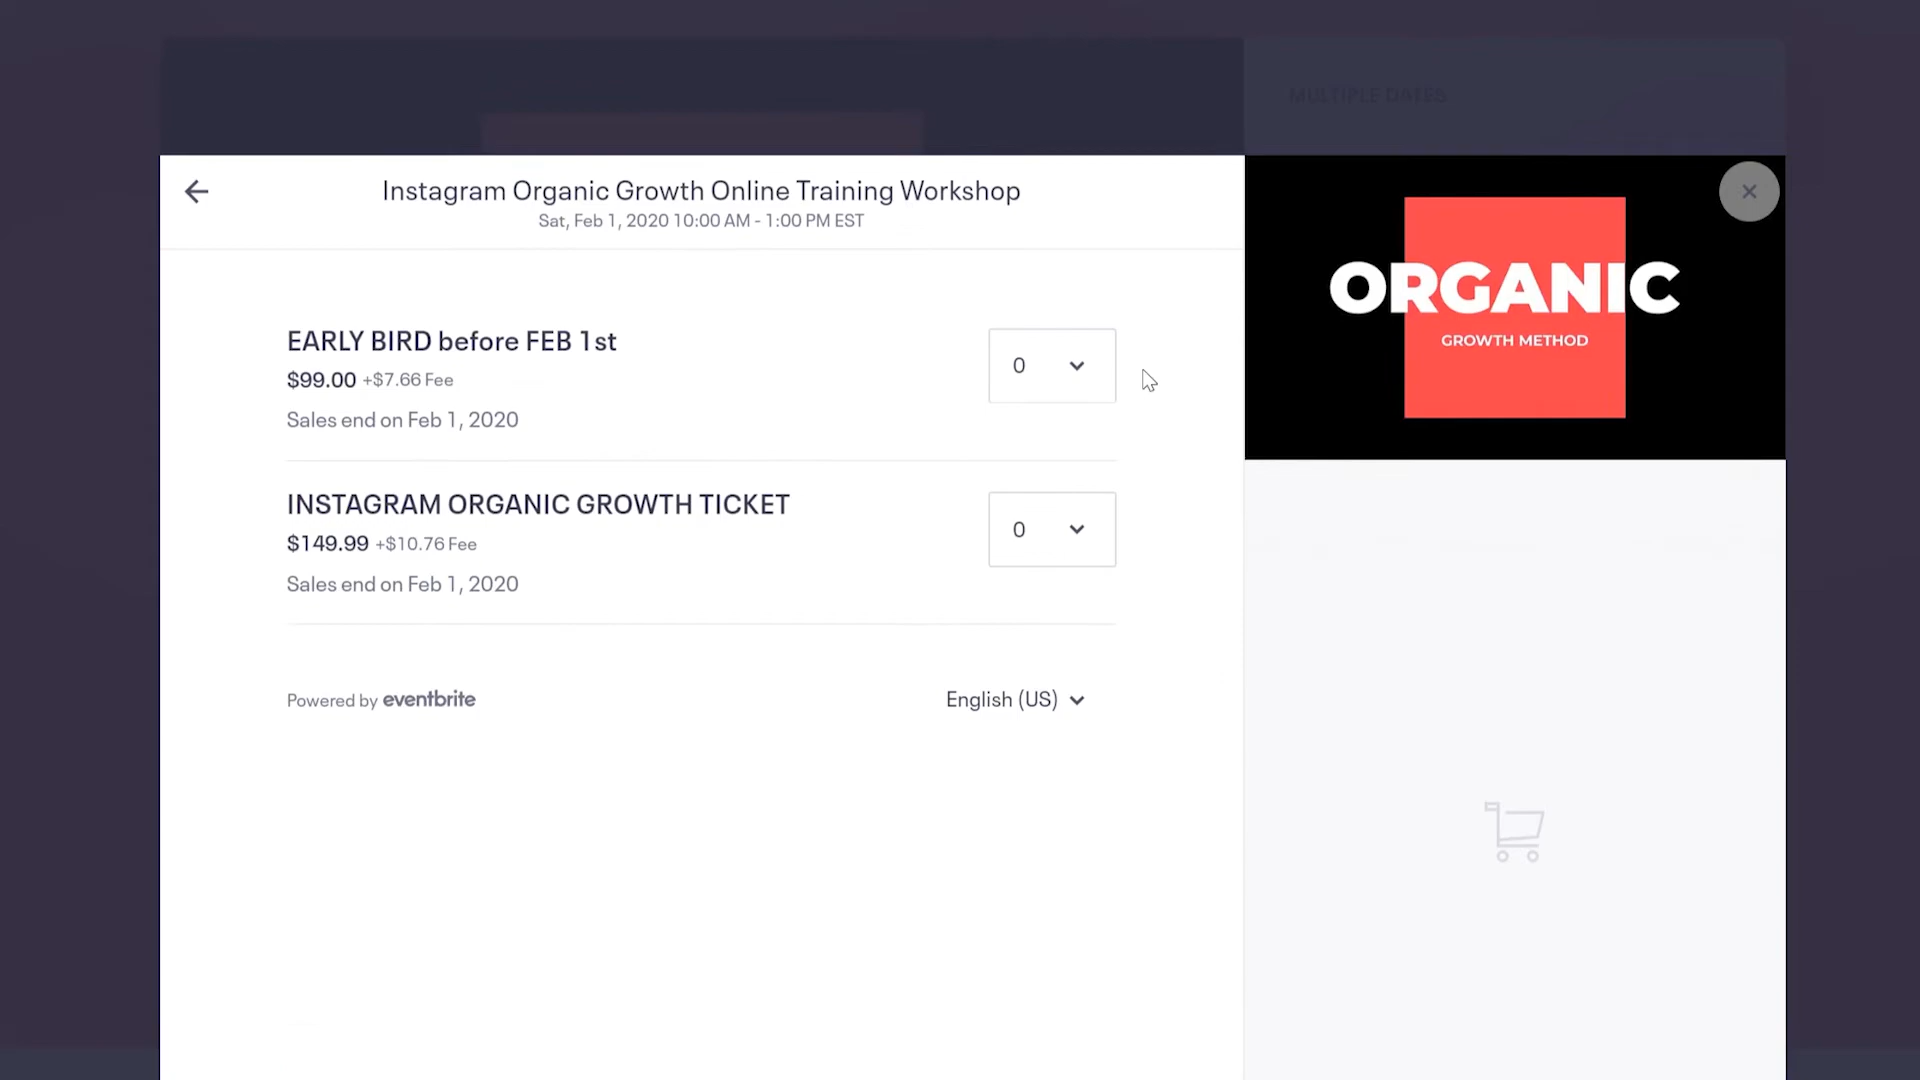 MULTIPLE DATES
Instagram Organic Growth Online Training Workshop
Sat, Feb 1, 2020 10:00 AM - 1:00 PM EST
ORGANIC
GROWTH METHOD
EARLY BIRD before FEB 1st
0
$99.00 +$7.66 Fee
Sales end on Feb 1, 2020
INSTAGRAM ORGANIC GROWTH TICKET
0
$149.99 +$10.76 Fee
Sales end on Feb 1, 2020
Powered by eventbrite
English (US)